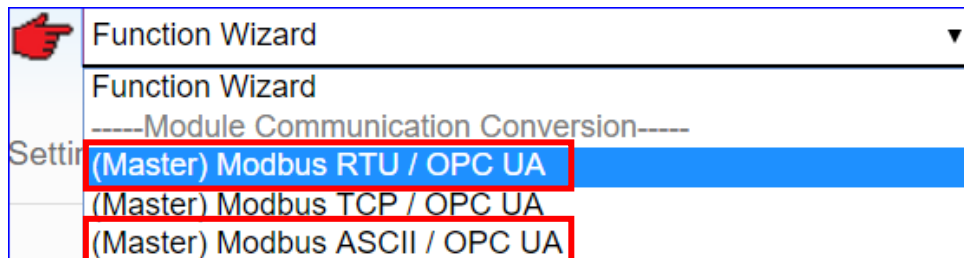 Function Wizard
Function Wizard
-----Module Communication Conversion-----
(Master) Modbus RTU / OPC UA
(Master) Modbus TCP / OPC UA
(Master) Modbus ASCII / OPC UA